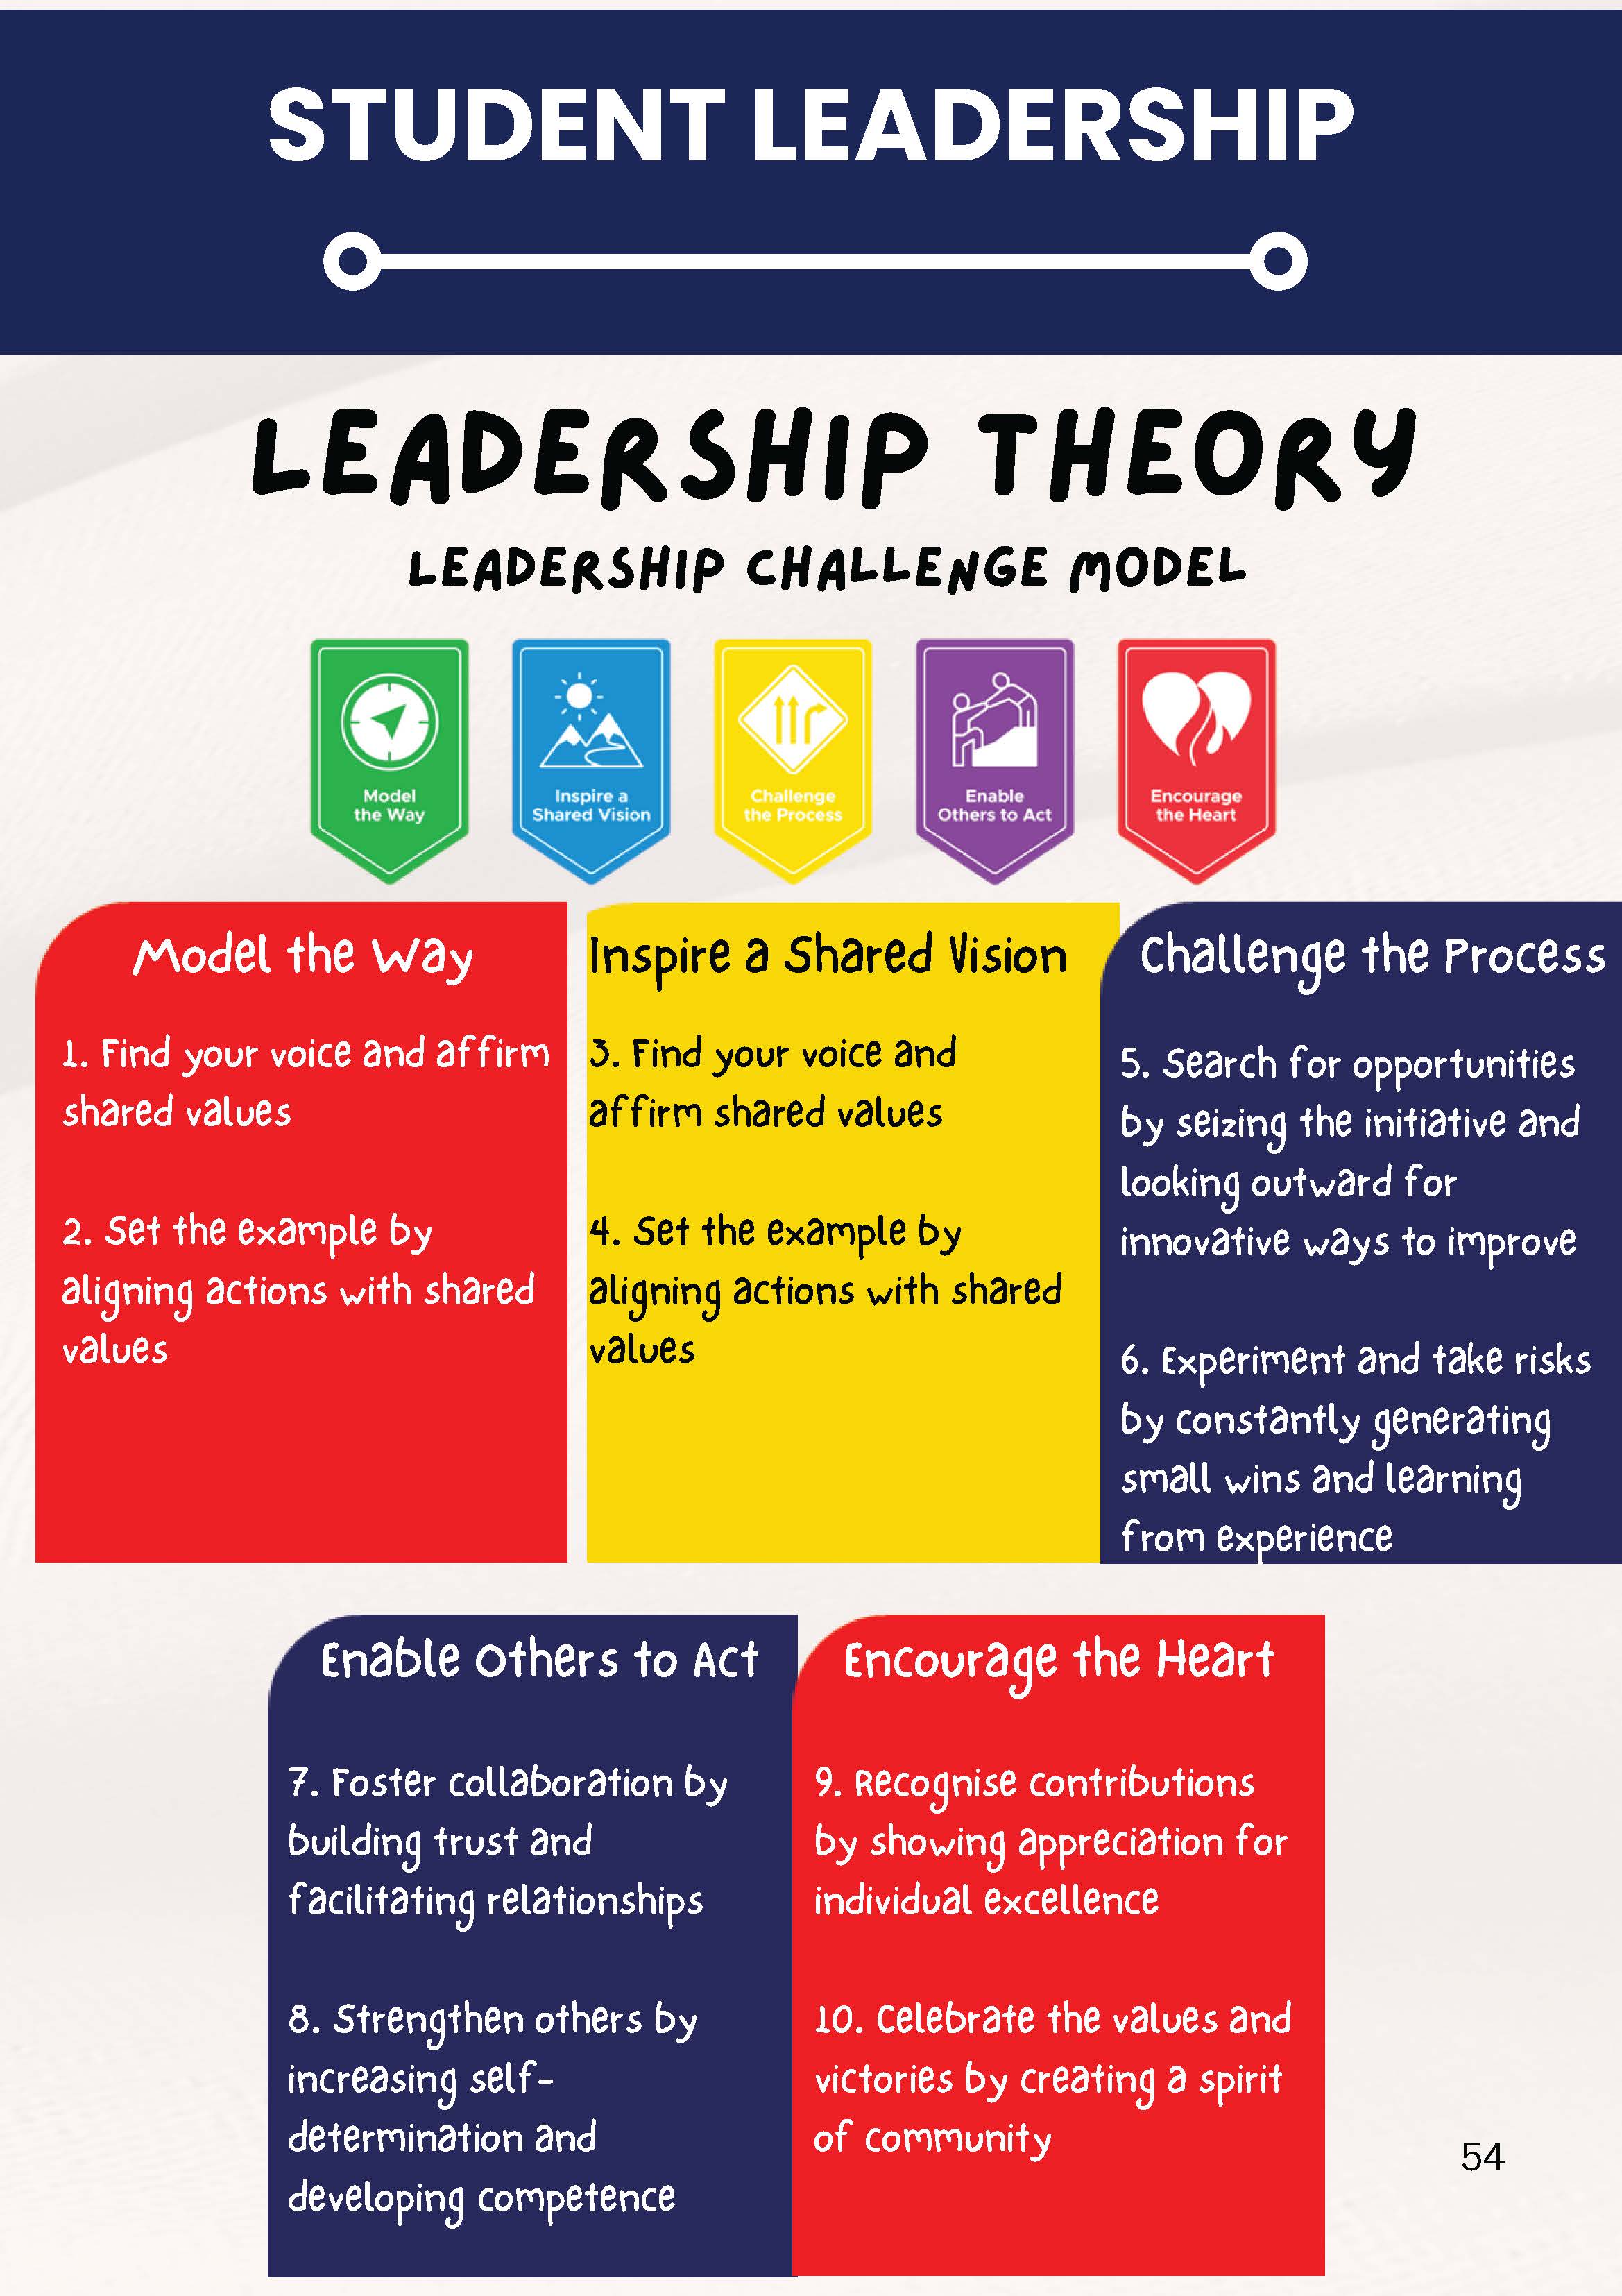 STUDENT LEADERSHIP
LEADERSHIP THEORY
LEADERSHIP CHALLENGE MODEL
Model
the Way
Inspire a
Shared Vision
Challenge
the Process
Enable
Others to Act
Encourage
the Heart
Model the Way
1. Find your voice and affirm
shared values
2. Set the example by
aligning actions with shared
values
Inspire a Shared Vision
3. Find your voice and
affirm shared values
4. Set the example by
aligning actions with shared
values
Challenge the Process
5. Search for opportunities
by seizing the initiative and
looking outward for
innovative ways to improve
6. Experiment and take risks
by constantly generating
small wins and learning
from experience
Enable Others to Act
7. Foster collaboration by
building trust and
facilitating relationships
8. Strengthen others by
increasing self-
determination and
developing competence
Encourage the Heart
9. Recognise contributions
by showing appreciation for
individual excellence
10. Celebrate the values and
victories by creating a spirit
of community
54